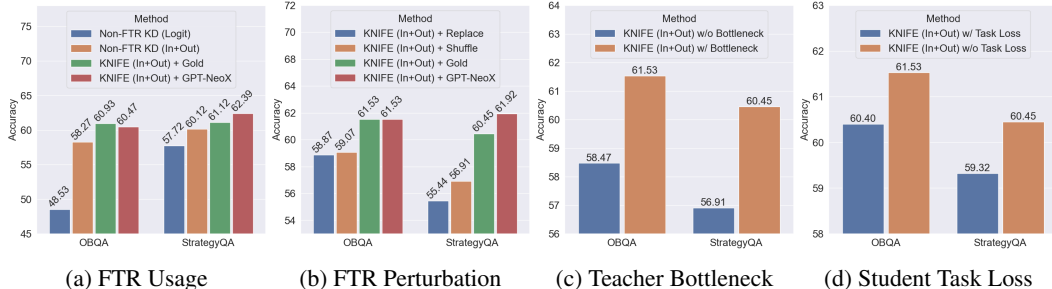 Method
Non-FTR KD (Logit)
Non-FTR KD (In+Out)
KNIFE (In+Out) + Gold
KNIFE (In+Out) + GPT-NeoX
Accuracy
75
70
65
60
55
50
45
48.53
58.27
60.93
60.47
57.72
60.12
61.12
62.39
OBQA
StrategyQA
(a) FTR Usage
Method
KNIFE (In+Out) + Replace
KNIFE (In+Out) + Shuffle
KNIFE (In+Out) + Gold
KNIFE (In+Out) + GPT-NeoX
Accuracy
72
70
68
66
64
62
60
58
56
54
58.87
59.07
61.53
61.53
55.44
56.91
60.45
61.92
OBQA
StrategyQA
(b) FTR Perturbation
Method
KNIFE (In+Out) w/o Bottleneck
KNIFE (In+Out) w/ Bottleneck
Accuracy
64
63
62
61
60
59
58
57
56
58.47
61.53
56.91
60.45
OBQA
StrategyQA
(c) Teacher Bottleneck
Method
KNIFE (In+Out) w/ Task Loss
KNIFE (In+Out) w/o Task Loss
Accuracy
63
62
61
60
59
58
60.40
61.53
59.32
60.45
OBQA
StrategyQA
(d) Student Task Loss